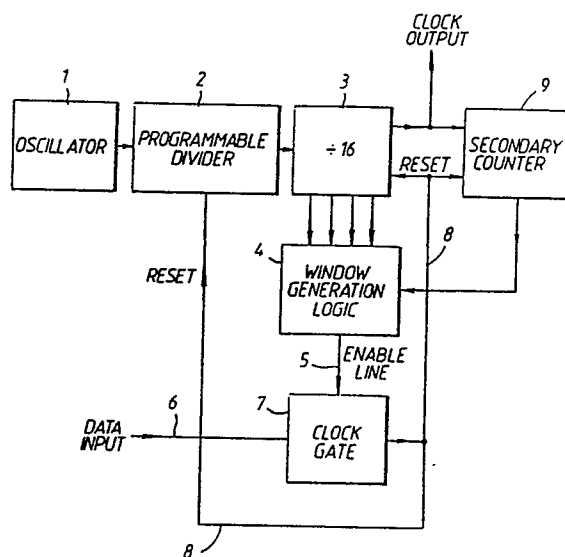 CLOCK
OUTPUT
1
2
3
9
OSCILLATOR
PROGRAMMABLE
DIVIDER
÷16
SECONDARY
COUNTER
RESET
8
4
WINDOW
GENERATION
LOGIC
RESET
5
ENABLE
LINE
6
7
DATA
INPUT
CLOCK
GATE
8